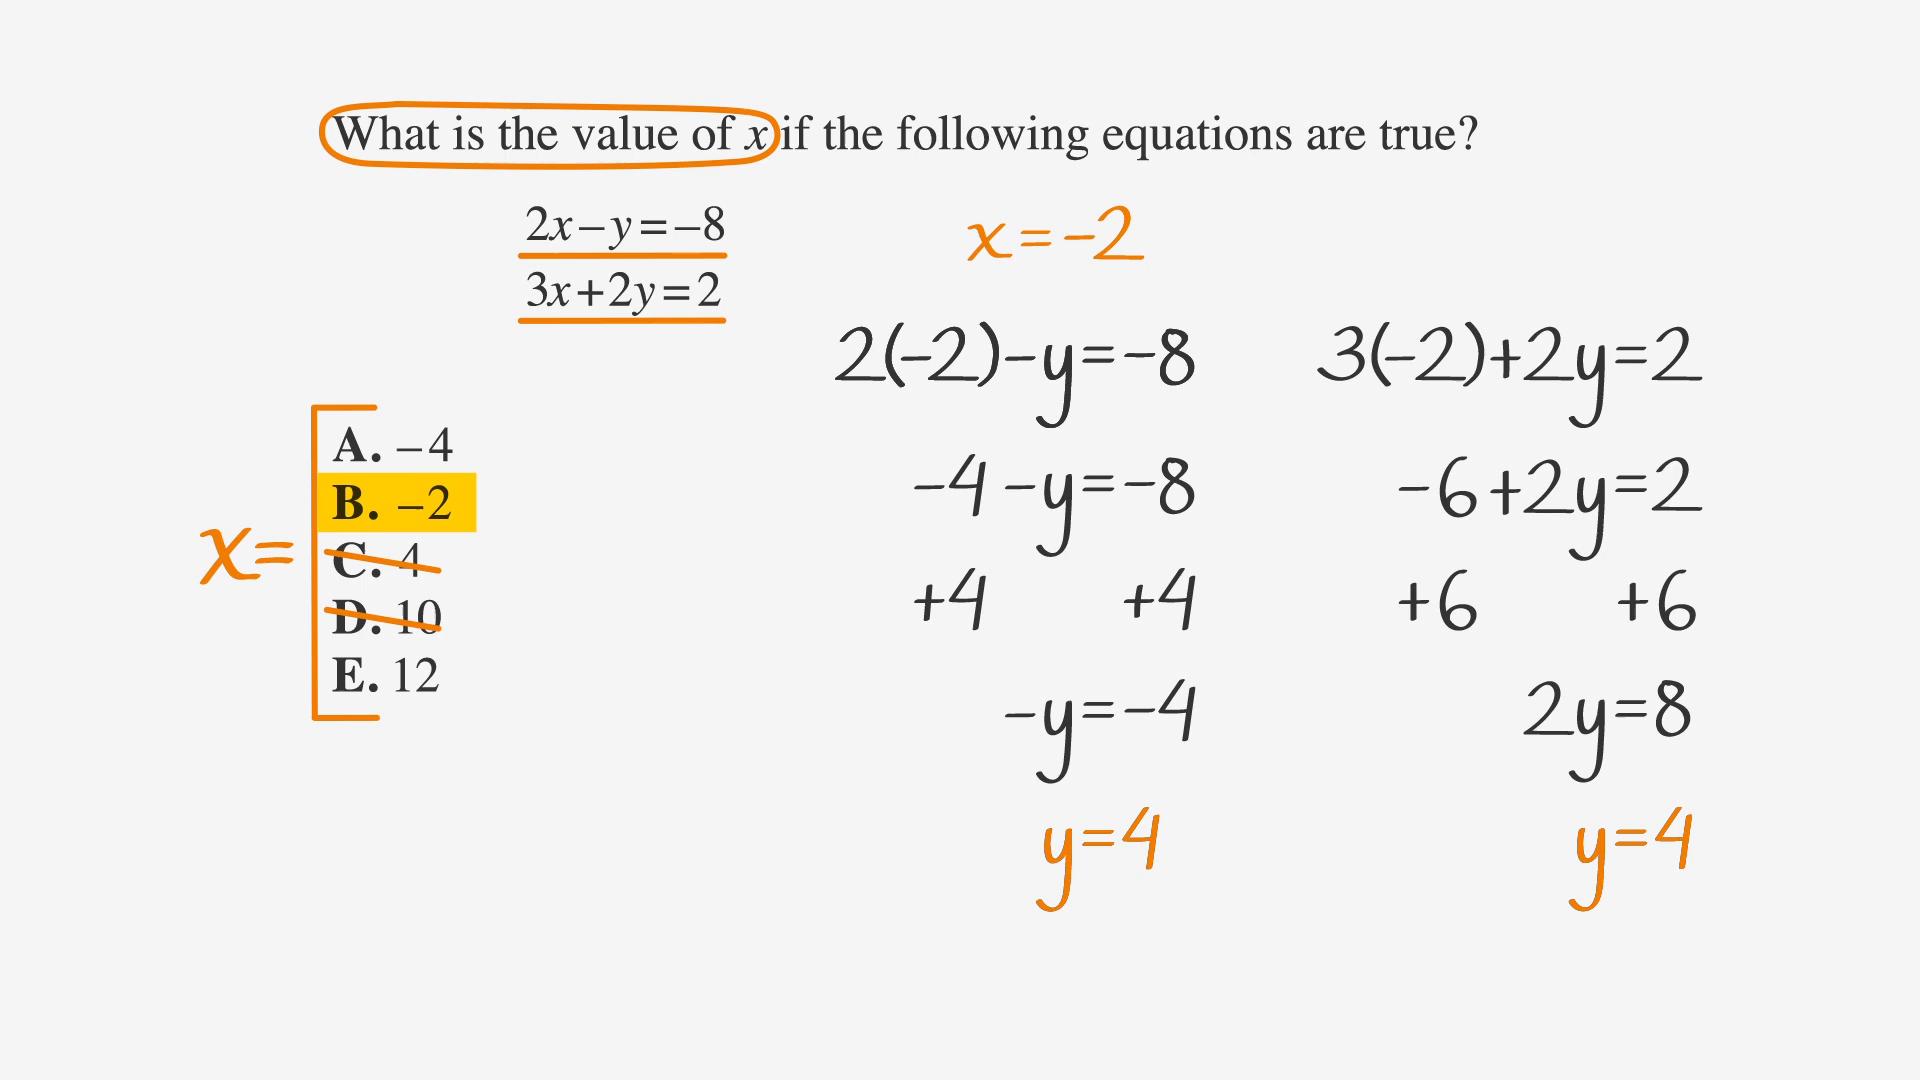 What is the value of x if the following equations are true?
2x–y=–8
3x+2y=2
x=
A. –4
B. –2
C. 4
D. 10
E. 12
x=-2
2(-2)-y=-8
-4-y=-8
+4 +4
-y=-4
y=4
3(-2)+2y=2
-6+2y=2
+6 +6
2y=8
y=4